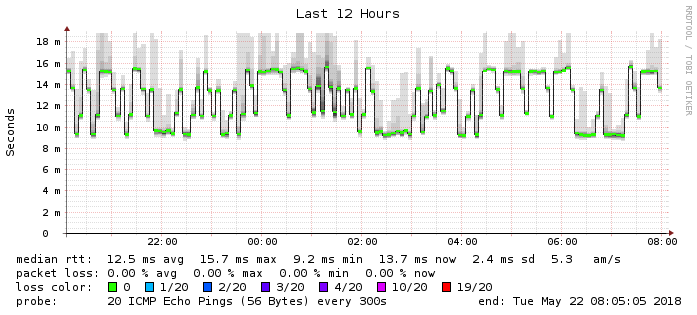 Last 12 Hours
RRDTOOL / TOBI OETIKER
Seconds
18 m
16 m
14 m
12 m
10 m
8 m
6 m
4 m
2 m
0
22:00 00:00 02:00 04:00 06:00 08:00
median rtt: 12.5 ms avg 15.7 ms max 9.2 ms min 13.7 ms now 2.4 ms sd 5.3 am/s
packet loss: 0.00 % avg 0.00 % max 0.00 % min 0.00 % now
loss color: 0 1/20 2/20 3/20 4/20 10/20 19/20
probe: 20 ICMP Echo Pings (56 Bytes) every 300s end: Tue May 22 08:05:05 2018